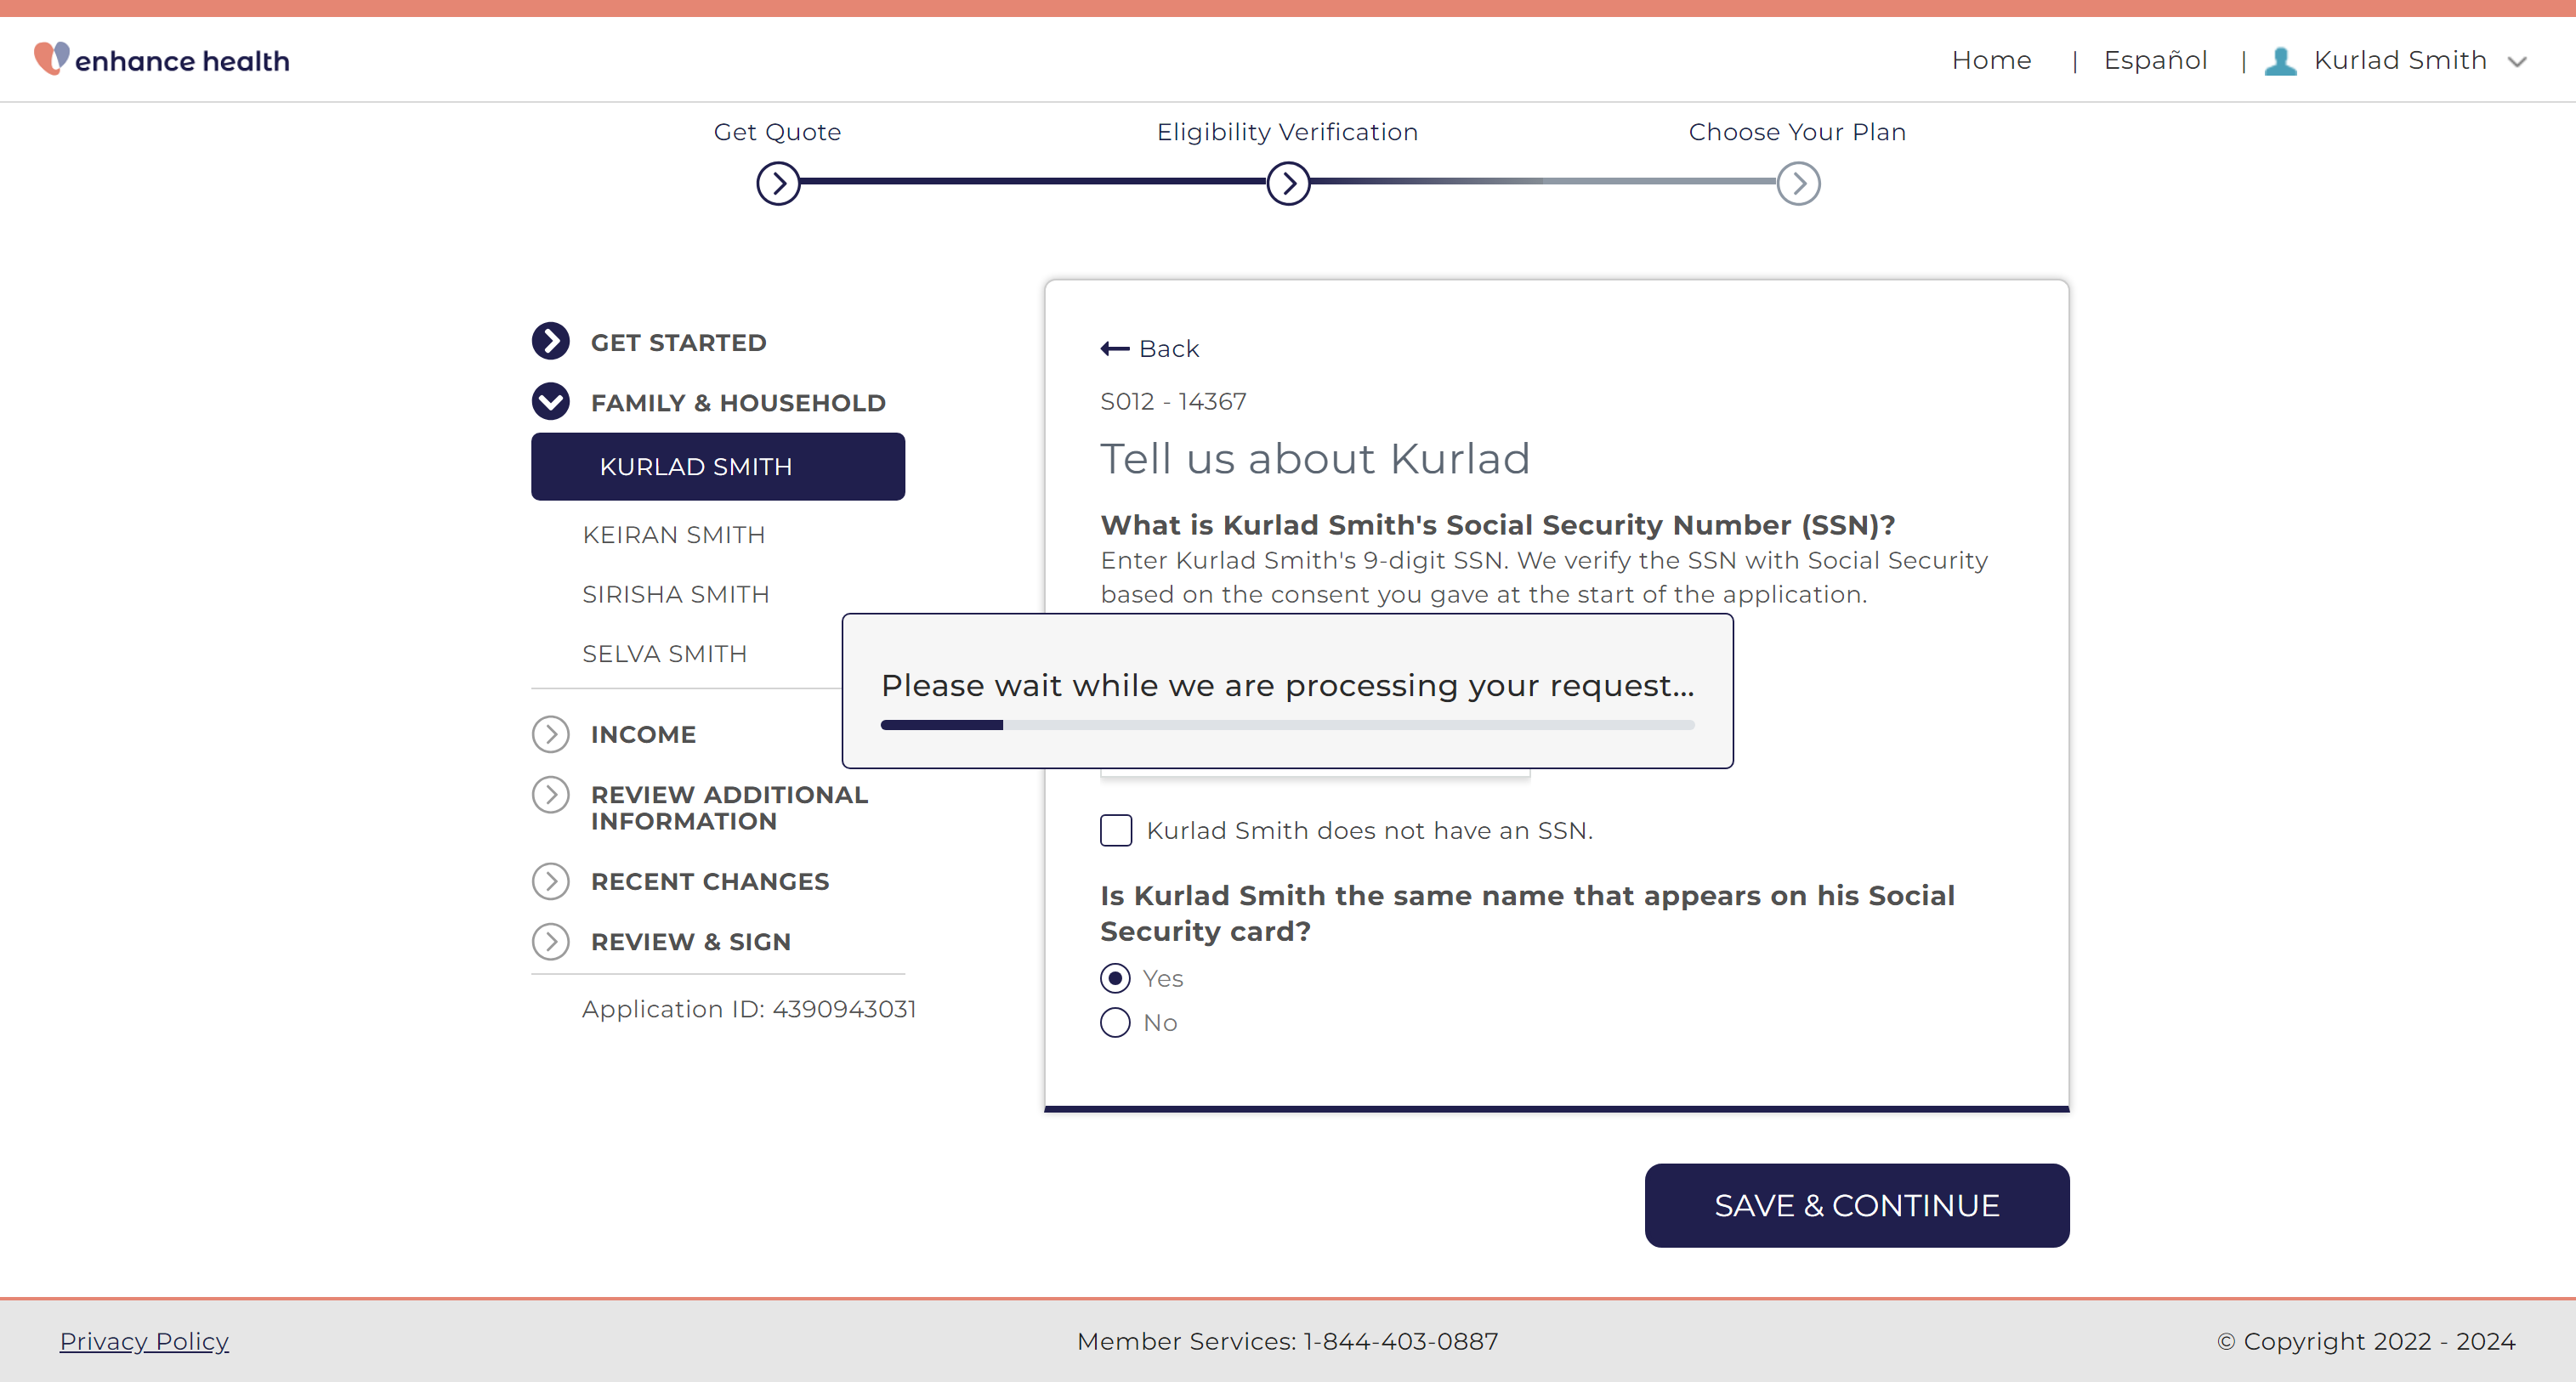 enhance health
Home | Español | Kurlad Smith
Get Quote
Eligibility Verification
Choose Your Plan
GET STARTED
FAMILY & HOUSEHOLD
KURLAD SMITH
KEIRAN SMITH
SIRISHA SMITH
SELVA SMITH
INCOME
REVIEW ADDITIONAL
INFORMATION
RECENT CHANGES
REVIEW & SIGN
Application ID: 4390943031
Back
S012 - 14367
Tell us about Kurlad
What is Kurlad Smith's Social Security Number (SSN)?
Enter Kurlad Smith's 9-digit SSN. We verify the SSN with Social Security
based on the consent you gave at the start of the application.
Please wait while we are processing your request...
Kurlad Smith does not have an SSN.
Is Kurlad Smith the same name that appears on his Social
Security card?
Yes
No
SAVE & CONTINUE
Privacy Policy
Member Services: 1-844-403-0887
© Copyright 2022 - 2024